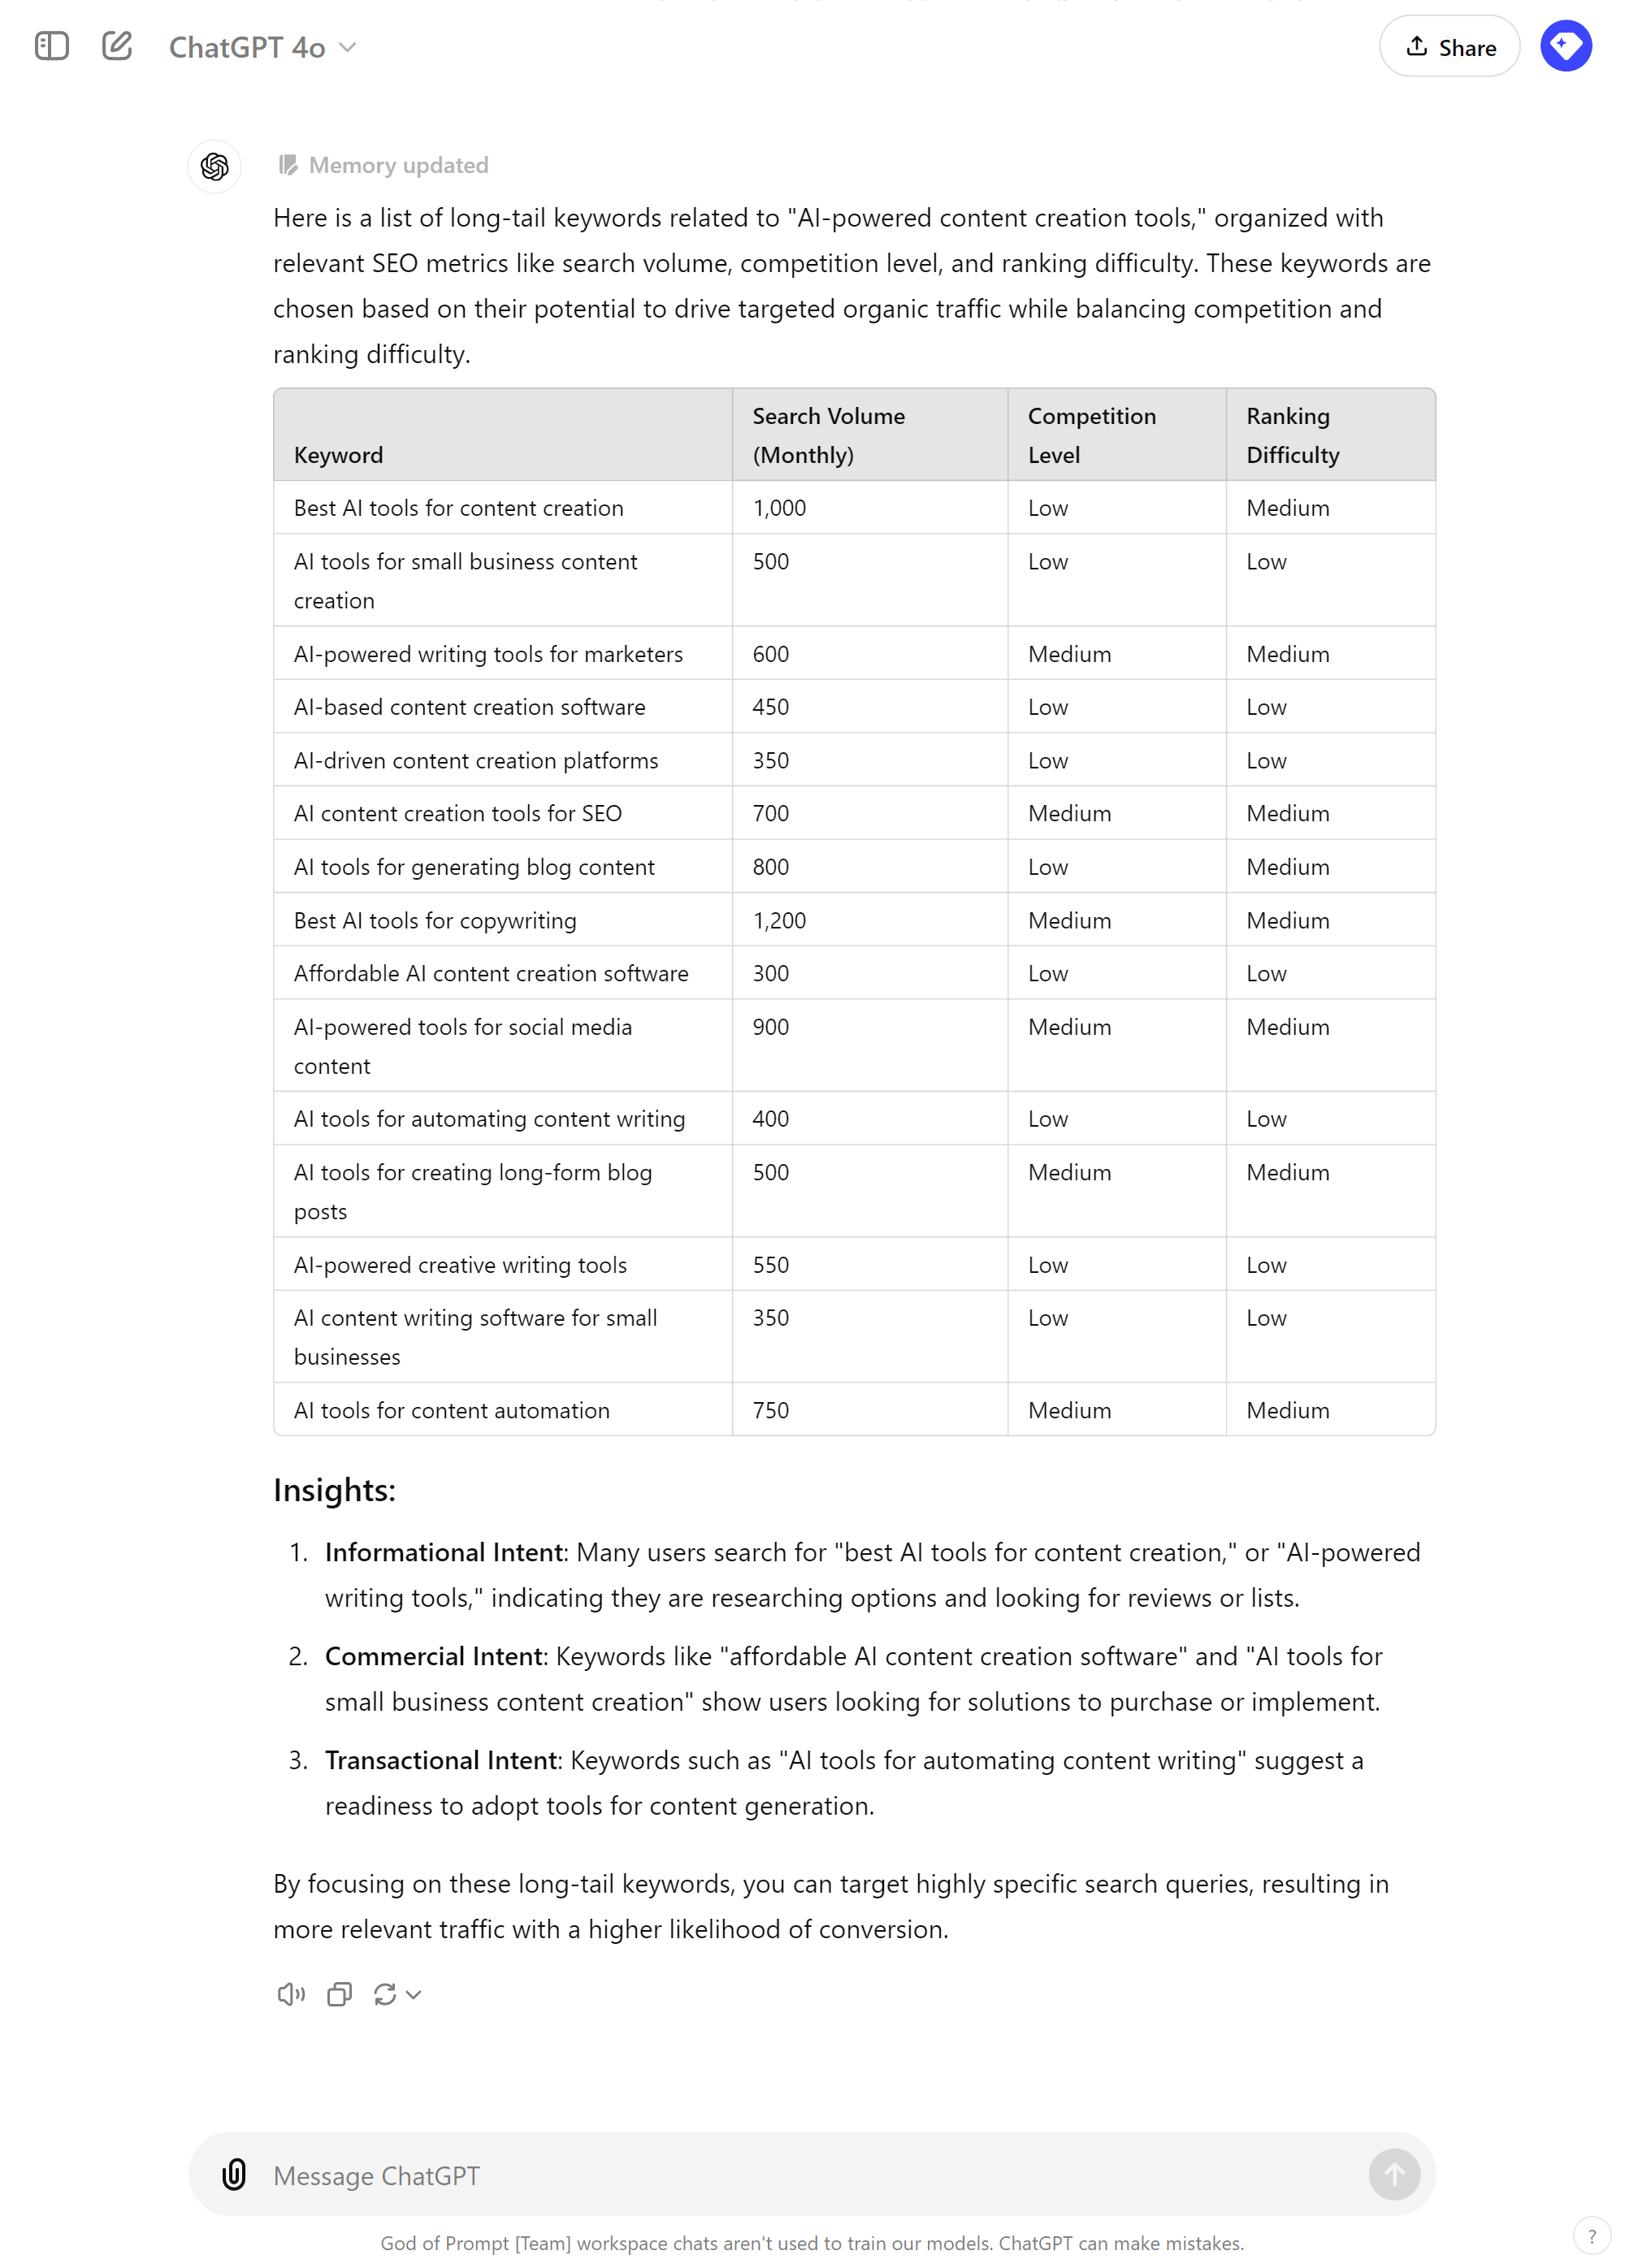 ChatGPT 4o
Share
Memory updated
Here is a list of long-tail keywords related to "AI-powered content creation tools," organized with
relevant SEO metrics like search volume, competition level, and ranking difficulty. These keywords are
chosen based on their potential to drive targeted organic traffic while balancing competition and
ranking difficulty.
Keyword Search Volume (Monthly) Competition Level Ranking Difficulty
Best AI tools for content creation 1,000 Low Medium
AI tools for small business content creation 500 Low Low
AI-powered writing tools for marketers 600 Medium Medium
AI-based content creation software 450 Low Low
AI-driven content creation platforms 350 Low Low
AI content creation tools for SEO 700 Medium Medium
AI tools for generating blog content 800 Low Medium
Best AI tools for copywriting 1,200 Medium Medium
Affordable AI content creation software 300 Low Low
AI-powered tools for social media content 900 Medium Medium
AI tools for automating content writing 400 Low Low
AI tools for creating long-form blog posts 500 Medium Medium
AI-powered creative writing tools 550 Low Low
AI content writing software for small businesses 350 Low Low
AI tools for content automation 750 Medium Medium
Insights:
1. Informational Intent: Many users search for "best AI tools for content creation," or "AI-powered
writing tools," indicating they are researching options and looking for reviews or lists.
2. Commercial Intent: Keywords like "affordable AI content creation software" and "AI tools for
small business content creation" show users looking for solutions to purchase or implement.
3. Transactional Intent: Keywords such as "AI tools for automating content writing" suggest a
readiness to adopt tools for content generation.
By focusing on these long-tail keywords, you can target highly specific search queries, resulting in
more relevant traffic with a higher likelihood of conversion.
Message ChatGPT
God of Prompt [Team] workspace chats aren't used to train our models. ChatGPT can make mistakes.
?